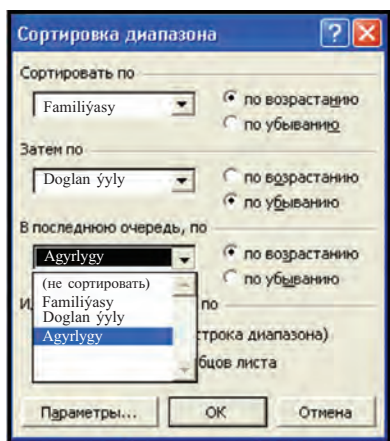 Сортировка диапазона
Сортировать по
Familiýasy
по возрастанию
по убыванию
Затем по
Doglan ýyly
по возрастанию
по убыванию
В последнюю очередь, по
Agyrlygy
по возрастанию
по убыванию
(не сортировать)
Familiýasy
Doglan ýyly
Agyrlygy
И
по
строка диапазона)
бцов листа
Параметры...
ОК
Отмена